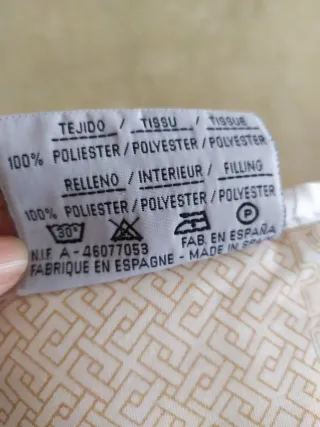 TEJIDO / TISSU / TISSUE
100% POLIESTER / POLYESTER / POLYESTER
RELLENO / INTERIEUR / FILLING
100% POLIESTER / POLYESTER / POLYESTER
30° P
N.I.F. A-46077053 FAB. EN ESPAÑA
FABRIQUE EN ESPAGNE - MADE IN SPAIN